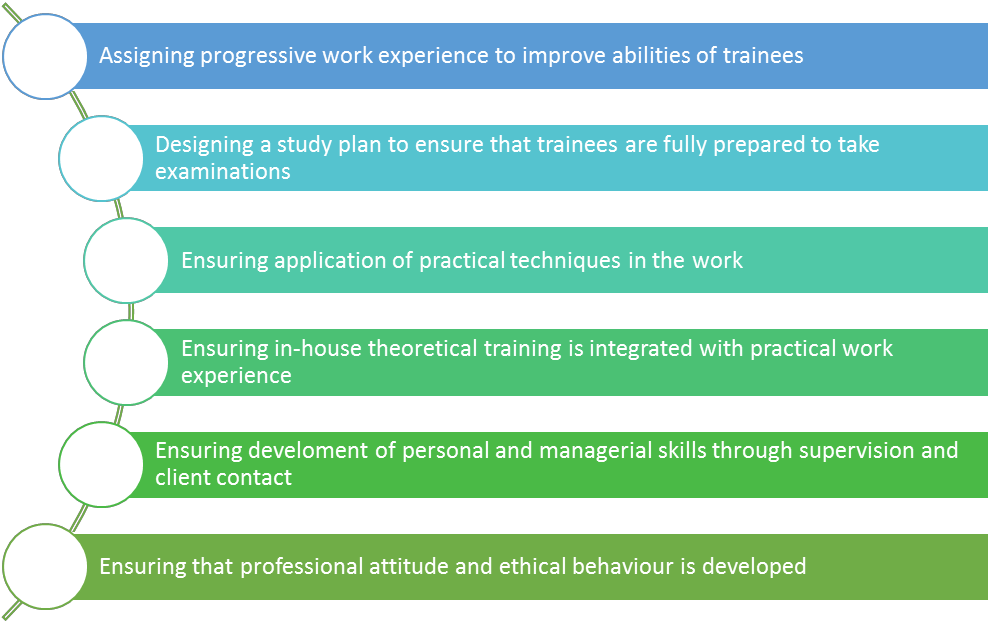 Assigning progressive work experience to improve abilities of trainees
Designing a study plan to ensure that trainees are fully prepared to take
examinations
Ensuring application of practical techniques in the work
Ensuring in-house theoretical training is integrated with practical work
experience
Ensuring develoment of personal and managerial skills through supervision and
client contact
Ensuring that professional attitude and ethical behaviour is developed